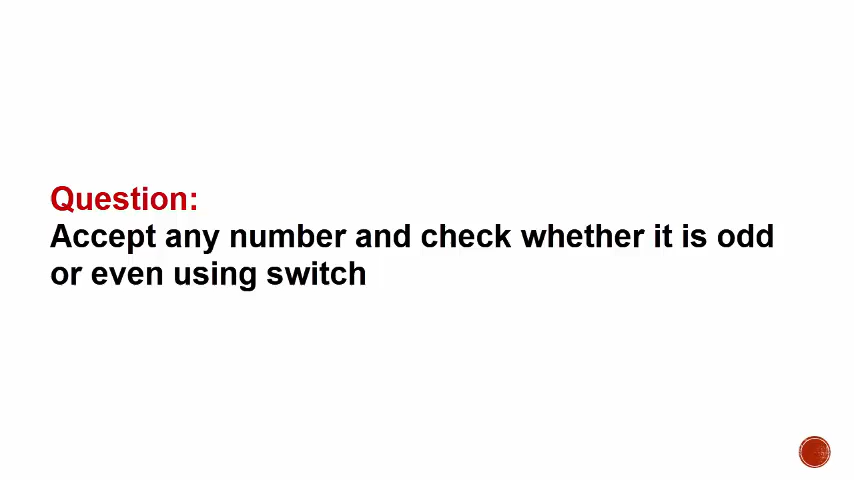 Question:
Accept any number and check whether it is odd
or even using switch